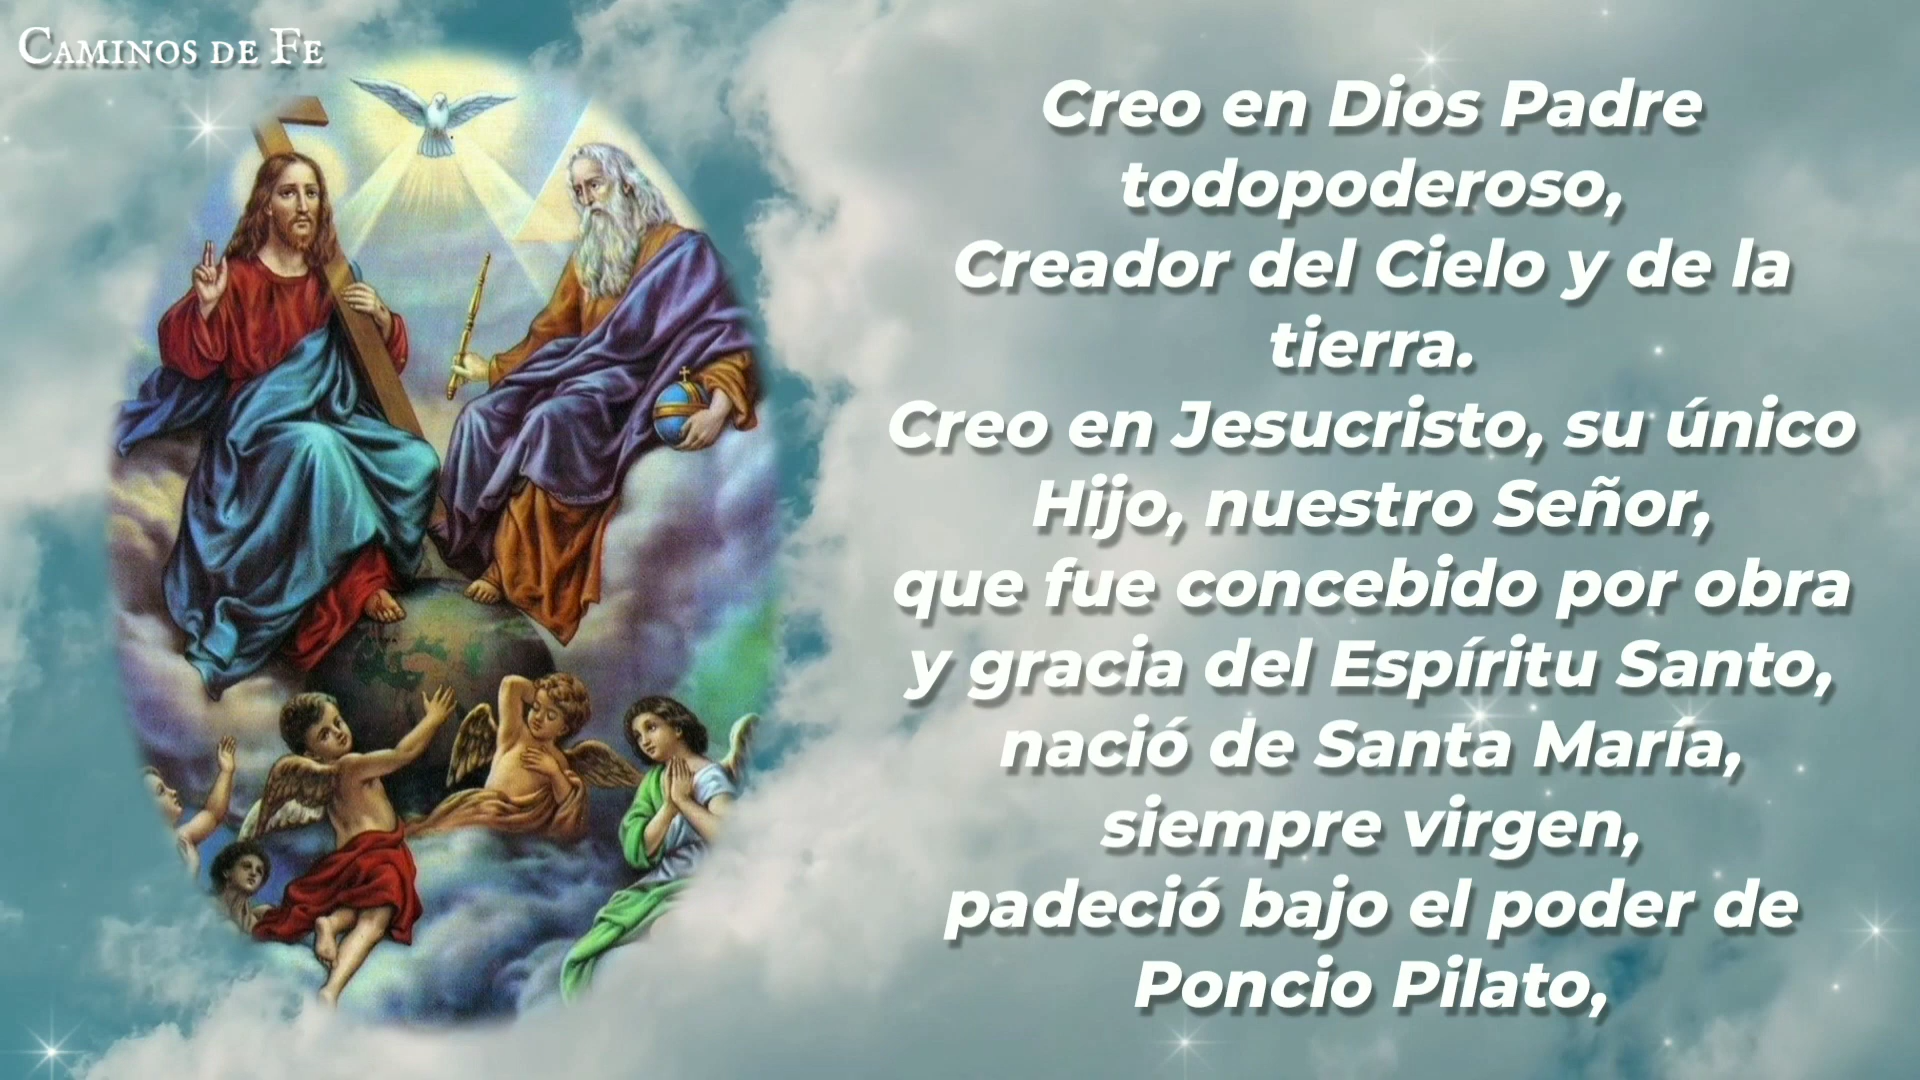 Caminos de Fe
Creo en Dios Padre
todopoderoso,
Creador del Cielo y de la
tierra.
Creo en Jesucristo, su único
Hijo, nuestro Señor,
que fue concebido por obra
y gracia del Espíritu Santo,
nació de Santa María,
siempre virgen,
padeció bajo el poder de
Poncio Pilato,